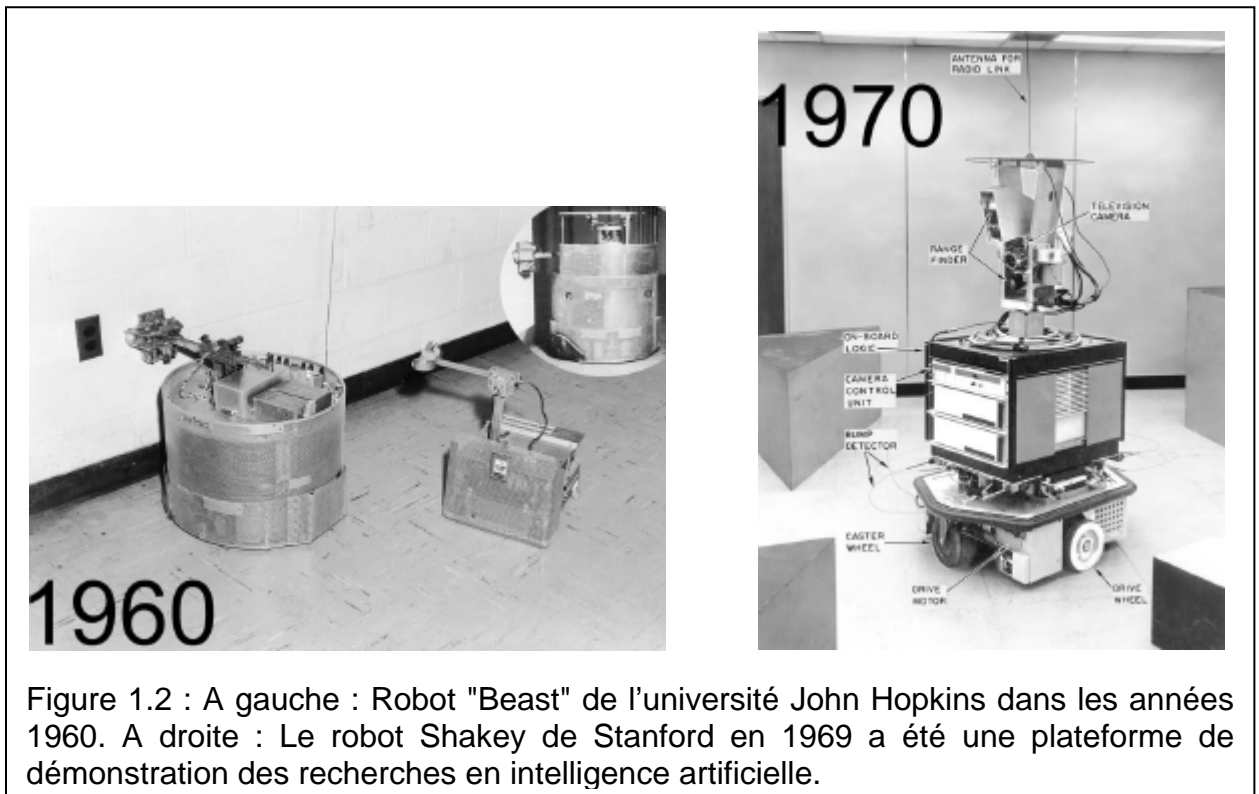 1960
1970
ANTENNA FOR
RADIO LINK
TELEVISION
CAMERA
RANGE
FINDER
ON-BOARD
LOGIC
CAMERA
CONTROL
UNIT
BUMP
DETECTOR
CASTER
WHEEL
DRIVE
MOTOR
DRIVE
WHEEL
Figure 1.2 : A gauche : Robot "Beast" de l'université John Hopkins dans les années
1960. A droite : Le robot Shakey de Stanford en 1969 a été une plateforme de
démonstration des recherches en intelligence artificielle.